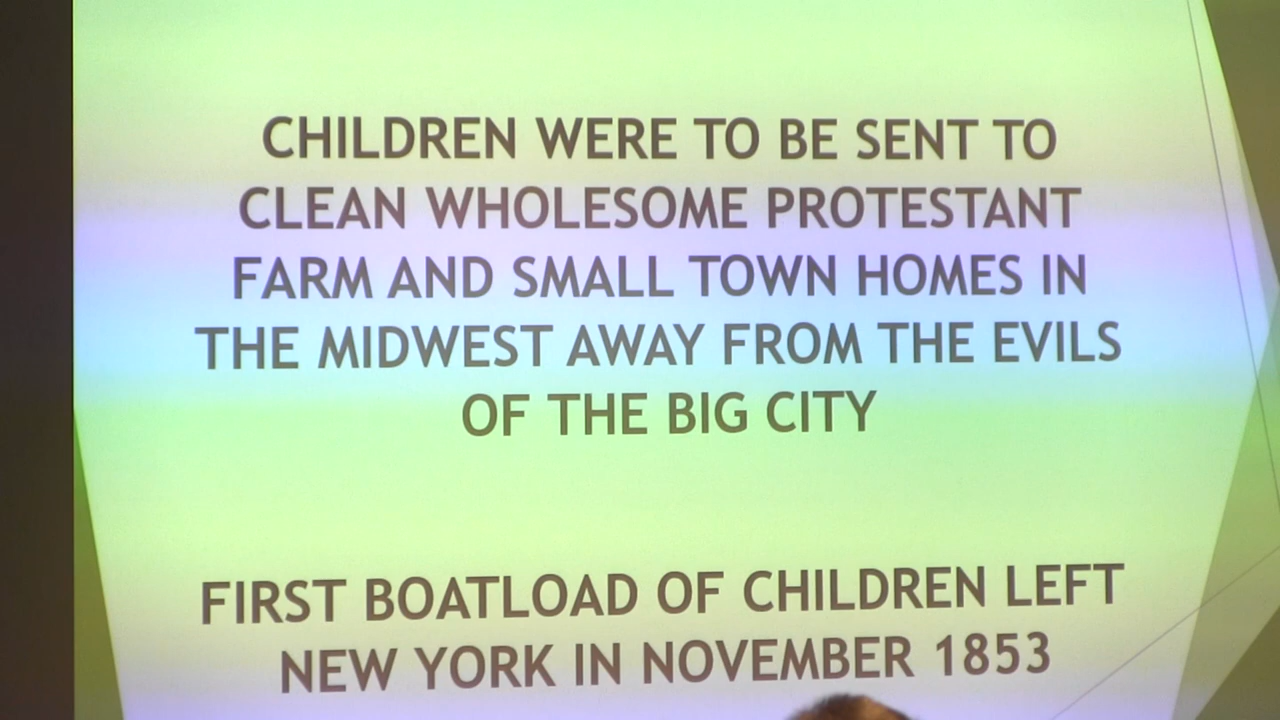 CHILDREN WERE TO BE SENT TO
CLEAN WHOLESOME PROTESTANT
FARM AND SMALL TOWN HOMES IN
THE MIDWEST AWAY FROM THE EVILS
OF THE BIG CITY
FIRST BOATLOAD OF CHILDREN LEFT
NEW YORK IN NOVEMBER 1853